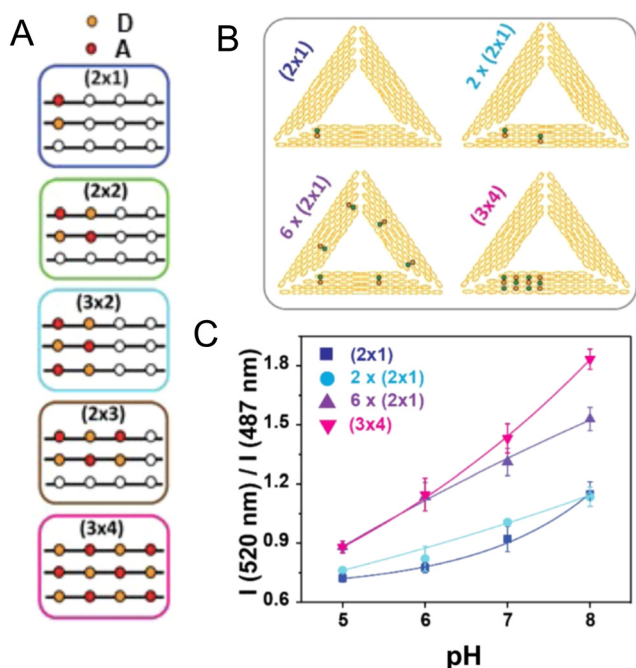 A
D
A
(2x1)
(2x2)
(3x2)
(2x3)
(3x4)
B
(2x1)
2 x (2x1)
6 x (2x1)
(3x4)
C
I (520 nm) / I (487 nm)
1.8
1.5
1.2
0.9
0.6
(2x1)
2 x (2x1)
6 x (2x1)
(3x4)
5 6 7 8
pH